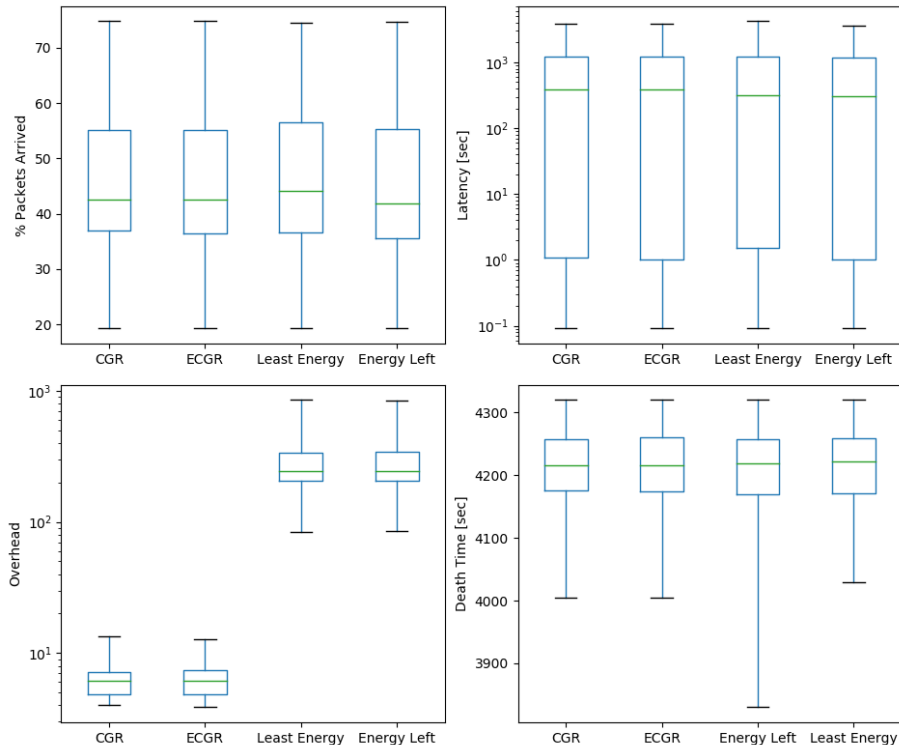 % Packets Arrived
70
60
50
40
30
20
CGR ECGR Least Energy Energy Left
Latency [sec]
10³
10²
10¹
10⁰
10⁻¹
CGR ECGR Least Energy Energy Left
Overhead
10³
10²
10¹
CGR ECGR Least Energy Energy Left
Death Time [sec]
4300
4200
4100
4000
3900
CGR ECGR Energy Left Least Energy